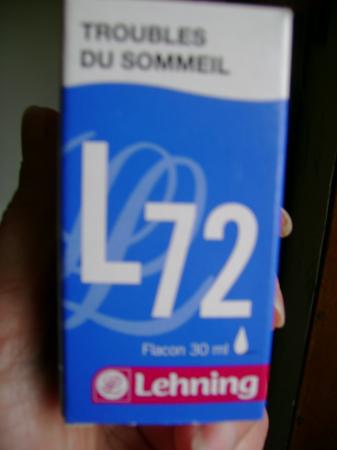 TROUBLES
DU SOMMEIL
L72
Flacon 30 ml
Lehning